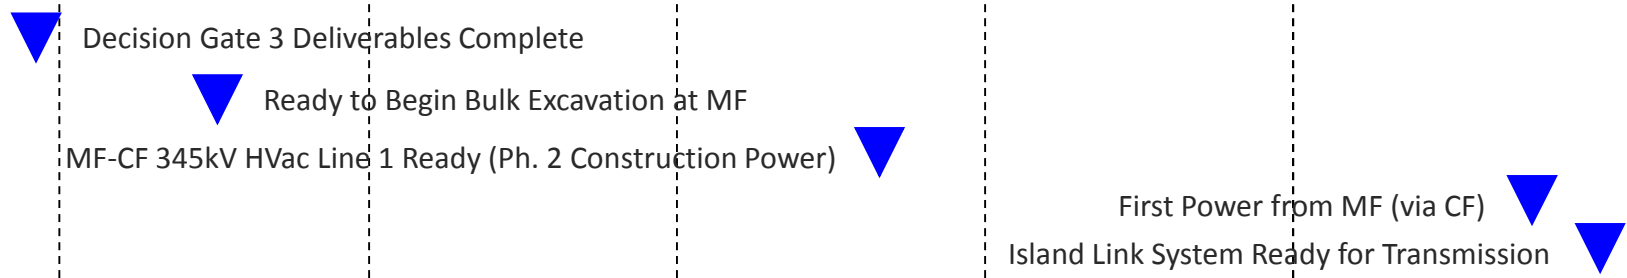 Decision Gate 3 Deliverables Complete
Ready to Begin Bulk Excavation at MF
MF-CF 345kV HVac Line 1 Ready (Ph. 2 Construction Power)
First Power from MF (via CF)
Island Link System Ready for Transmission